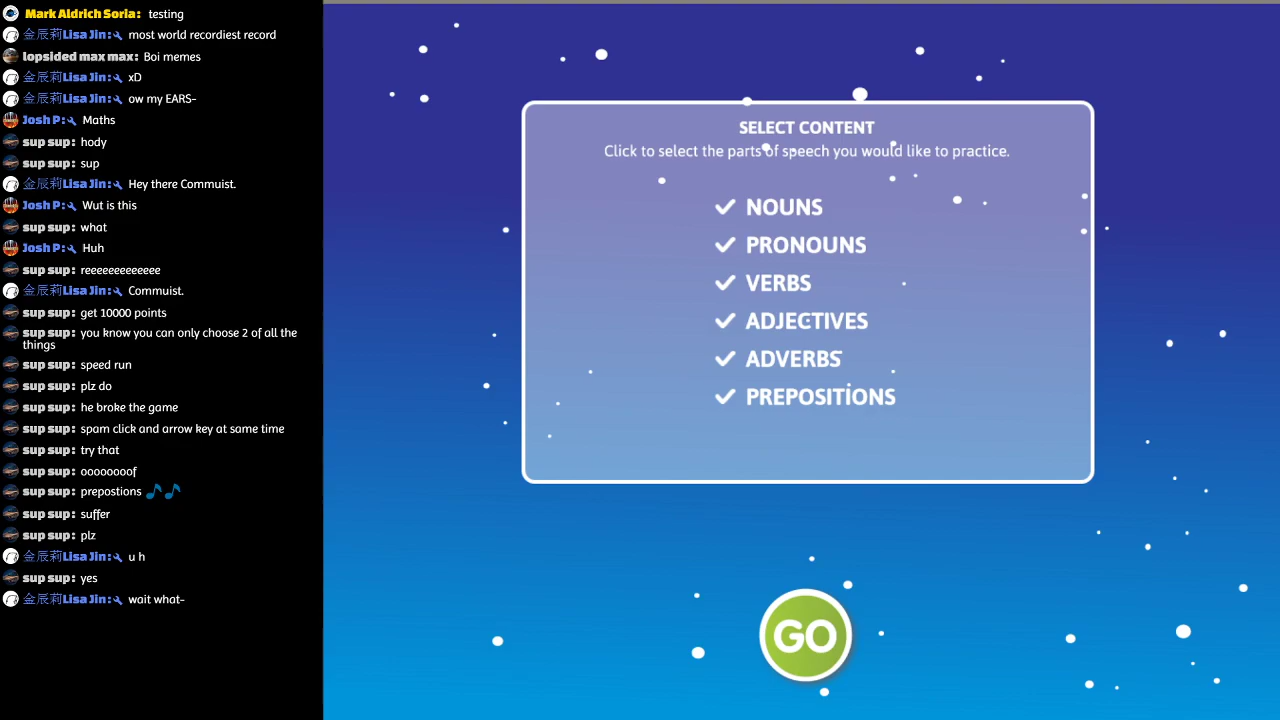 Mark Aldrich Soria: testing
金辰莉Lisa Jin: most world recordiest record
lopsided max max: Boi memes
金辰莉Lisa Jin: xD
金辰莉Lisa Jin: ow my EARS-
Josh P: Maths
sup sup: hody
sup sup: sup
金辰莉Lisa Jin: Hey there Commuist.
Josh P: Wut is this
sup sup: what
Josh P: Huh
sup sup: reeeeeeeeeeeee
金辰莉Lisa Jin: Commuist.
sup sup: get 10000 points
sup sup: you know you can only choose 2 of all the
things
sup sup: speed run
sup sup: plz do
sup sup: he broke the game
sup sup: spam click and arrow key at same time
sup sup: try that
sup sup: oooooooof
sup sup: prepostions 🎵🎵
sup sup: suffer
sup sup: plz
金辰莉Lisa Jin: u h
sup sup: yes
金辰莉Lisa Jin: wait what-
SELECT CONTENT
Click to select the parts of speech you would like to practice.
NOUNS
PRONOUNS
VERBS
ADJECTIVES
ADVERBS
PREPOSITIONS
GO